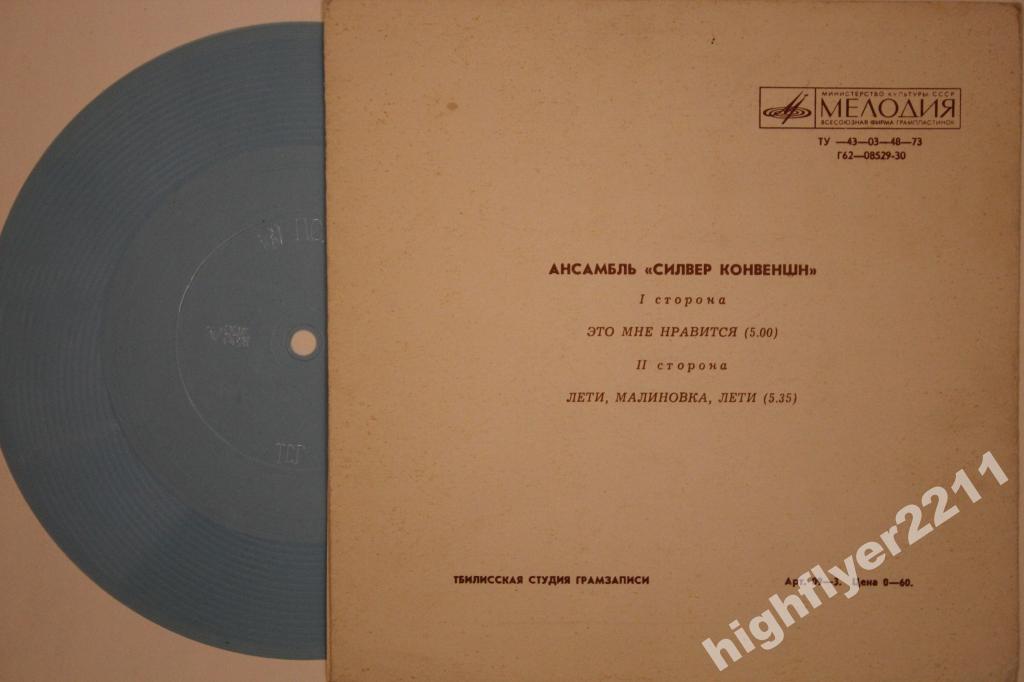 МИНИСТЕРСТВО КУЛЬТУРЫ СССР
МЕЛОДИЯ
ВСЕСОЮЗНАЯ ФИРМА ГРАМПЛАСТИНОК
ТУ —43—03—48—73
Г62—08529-30
АНСАМБЛЬ «СИЛВЕР КОНВЕНШН»
I сторона
ЭТО МНЕ НРАВИТСЯ (5.00)
II сторона
ЛЕТИ, МАЛИНОВКА, ЛЕТИ (5.35)
ТБИЛИССКАЯ СТУДИЯ ГРАМЗАПИСИ
Арт. —3. Цена 0—60.
highflyer2211